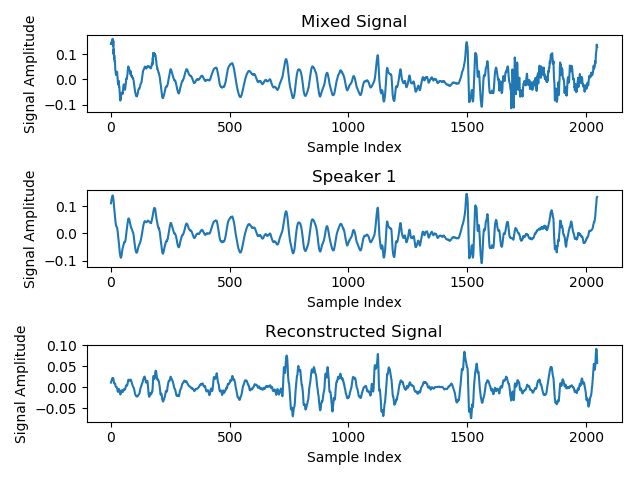 Mixed Signal
Signal Amplitude
0.1
0.0
−0.1
0 500 1000 1500 2000
Sample Index
Speaker 1
Signal Amplitude
0.1
0.0
−0.1
0 500 1000 1500 2000
Sample Index
Reconstructed Signal
Signal Amplitude
0.10
0.05
0.00
−0.05
0 500 1000 1500 2000
Sample Index